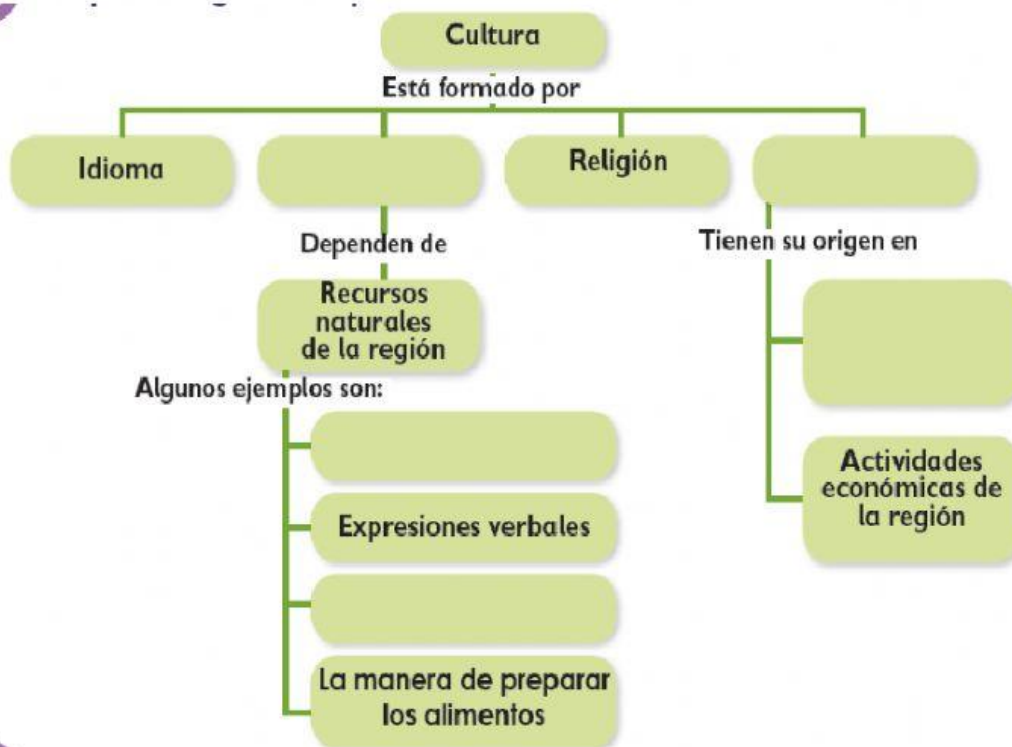 Cultura
Está formado por
Idioma
Religión
Dependen de
Tienen su origen en
Recursos
naturales
de la región
Algunos ejemplos son:
Expresiones verbales
Actividades
económicas de
la región
La manera de preparar
los alimentos